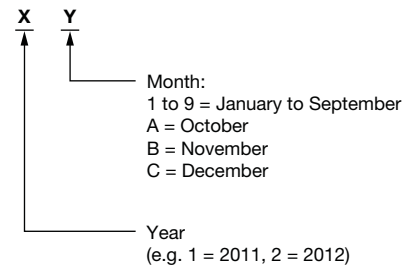 X Y
Month:
1 to 9 = January to September
A = October
B = November
C = December
Year
(e.g. 1 = 2011, 2 = 2012)